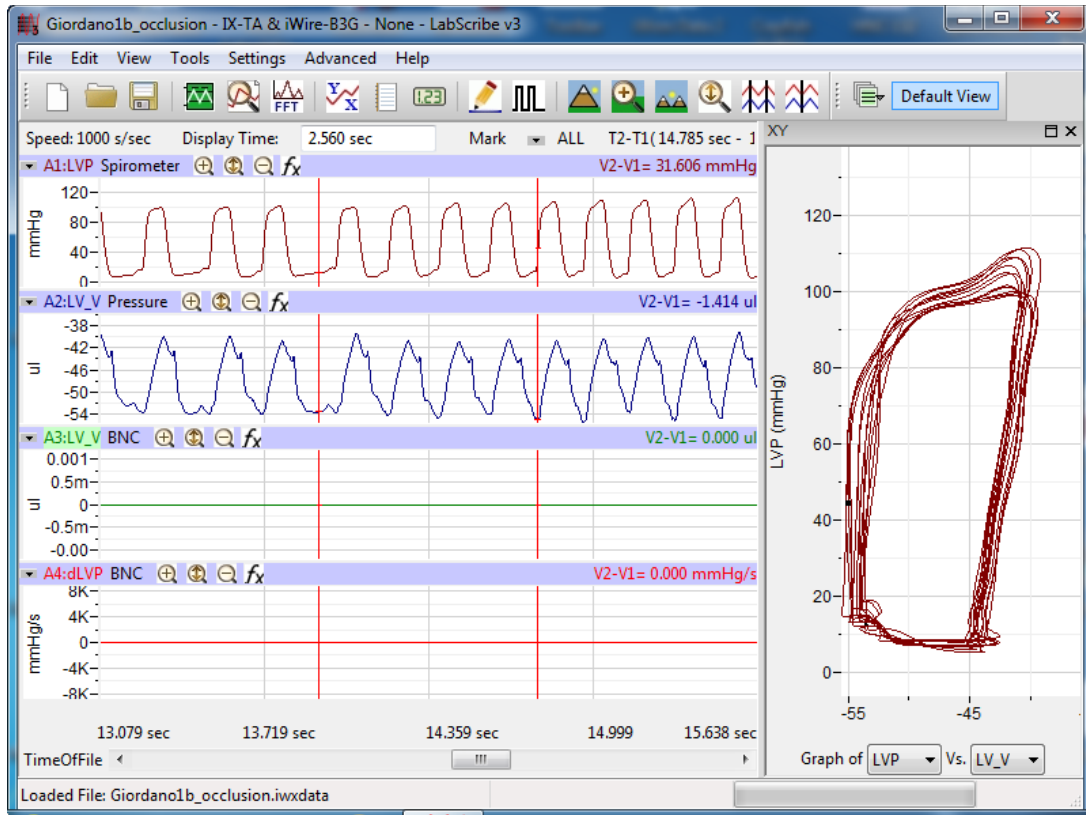 Giordano1b_occlusion - IX-TA & iWire-B3G - None - LabScribe v3
File Edit View Tools Settings Advanced Help
FFT Y X 123 Default View
Speed: 1000 s/sec Display Time: 2.560 sec Mark ALL T2-T1( 14.785 sec - 1
A1:LVP Spirometer fx V2-V1= 31.606 mmHg
120-
80-
40-
0-
mmHg
A2:LV_V Pressure fx V2-V1= -1.414 ul
-38-
-42-
-46-
-50-
-54-
ul
A3:LV_V BNC fx V2-V1= 0.000 ul
0.001-
0.5m-
0-
-0.5m-
-0.00-
ul
A4:dLVP BNC fx V2-V1= 0.000 mmHg/s
8K-
4K-
0-
-4K-
-8K-
mmHg/s
13.079 sec 13.719 sec 14.359 sec 14.999 15.638 sec
TimeOfFile
XY
120-
100-
80-
60-
40-
20-
0-
LVP (mmHg)
-55 -45
Graph of LVP Vs. LV_V
Loaded File: Giordano1b_occlusion.iwxdata